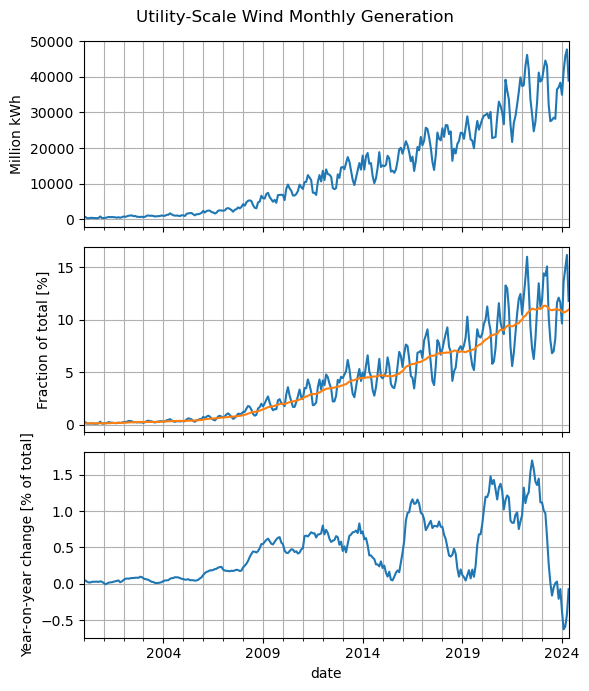 Utility-Scale Wind Monthly Generation
50000
40000
30000
20000
10000
0
Million kWh
15
10
5
0
Fraction of total [%]
1.5
1.0
0.5
0.0
−0.5
Year-on-year change [% of total]
2004 2009 2014 2019 2024
date